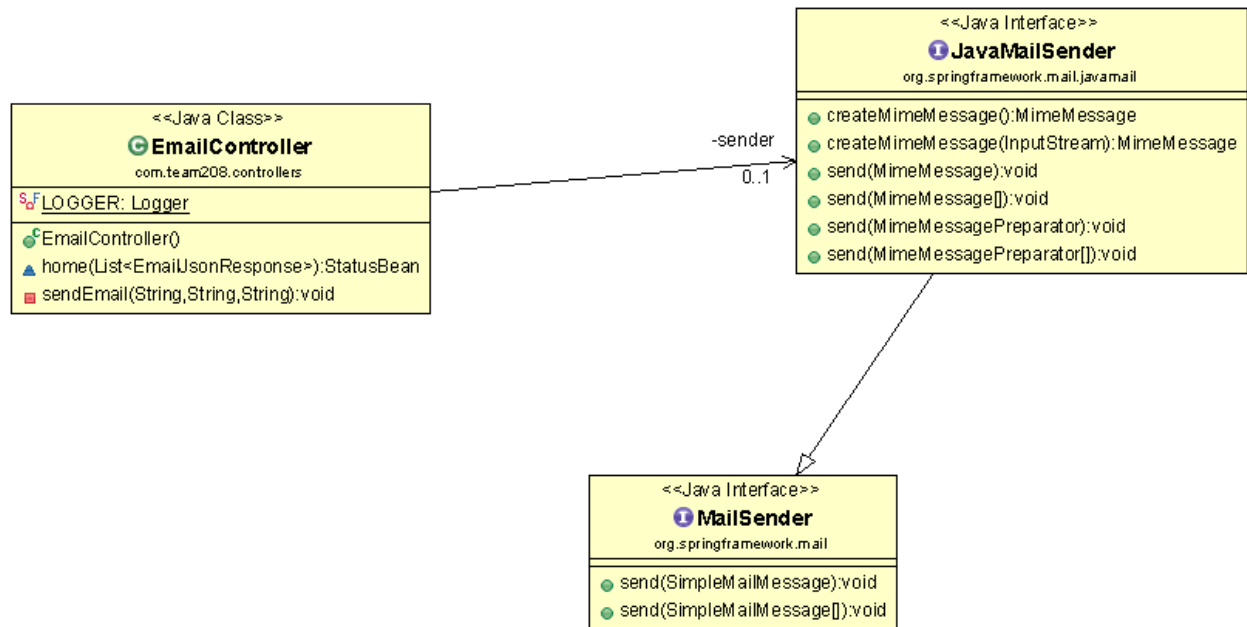 <<Java Class>>
EmailController
com.team208.controllers
LOGGER: Logger
EmailController()
home(List<EmailJsonResponse>):StatusBean
sendEmail(String,String,String):void
-sender
0..1
<<Java Interface>>
JavaMailSender
org.springframework.mail.javamail
createMimeMessage():MimeMessage
createMimeMessage(InputStream):MimeMessage
send(MimeMessage):void
send(MimeMessage[]):void
send(MimeMessagePreparator):void
send(MimeMessagePreparator[]):void
<<Java Interface>>
MailSender
org.springframework.mail
send(SimpleMailMessage):void
send(SimpleMailMessage[]):void